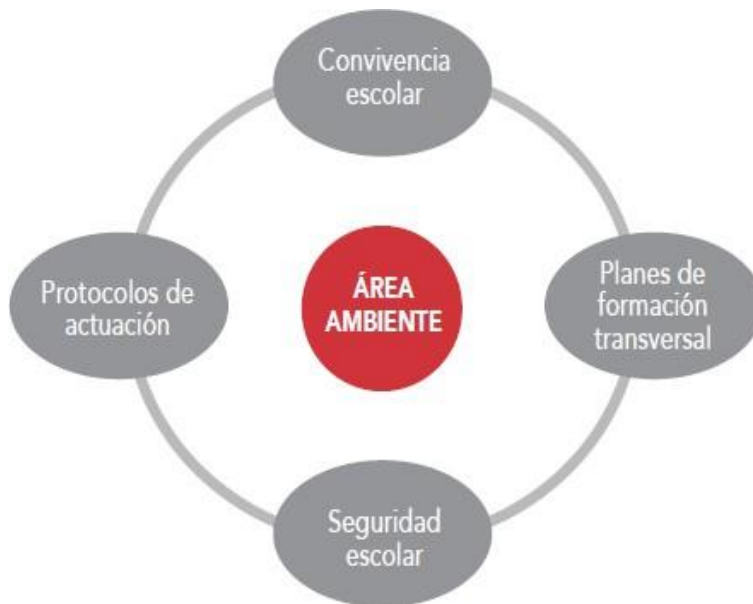 Convivencia
escolar
Protocolos de
actuación
ÁREA
AMBIENTE
Planes de
formación
transversal
Seguridad
escolar